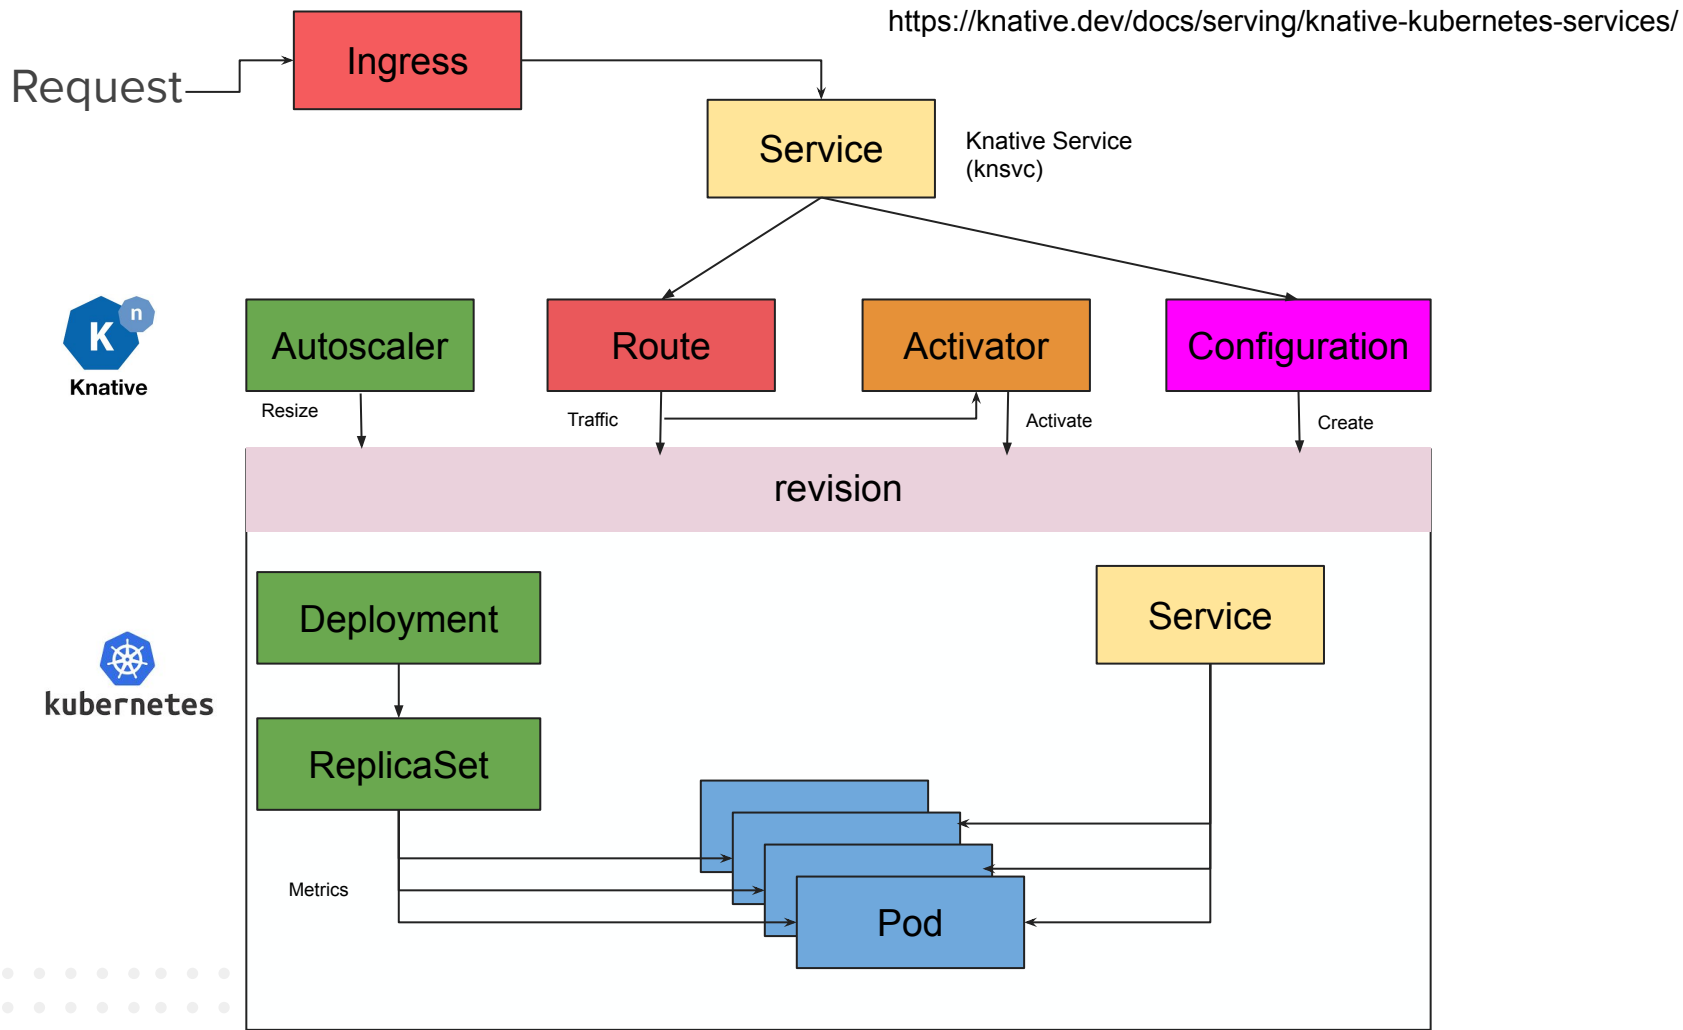 https://knative.dev/docs/serving/knative-kubernetes-services/
Request
Ingress
Service
Knative Service
(knsvc)
K
n
Knative
Autoscaler
Route
Activator
Configuration
Resize
Traffic
Activate
Create
revision
Deployment
Service
kubernetes
ReplicaSet
Metrics
Pod